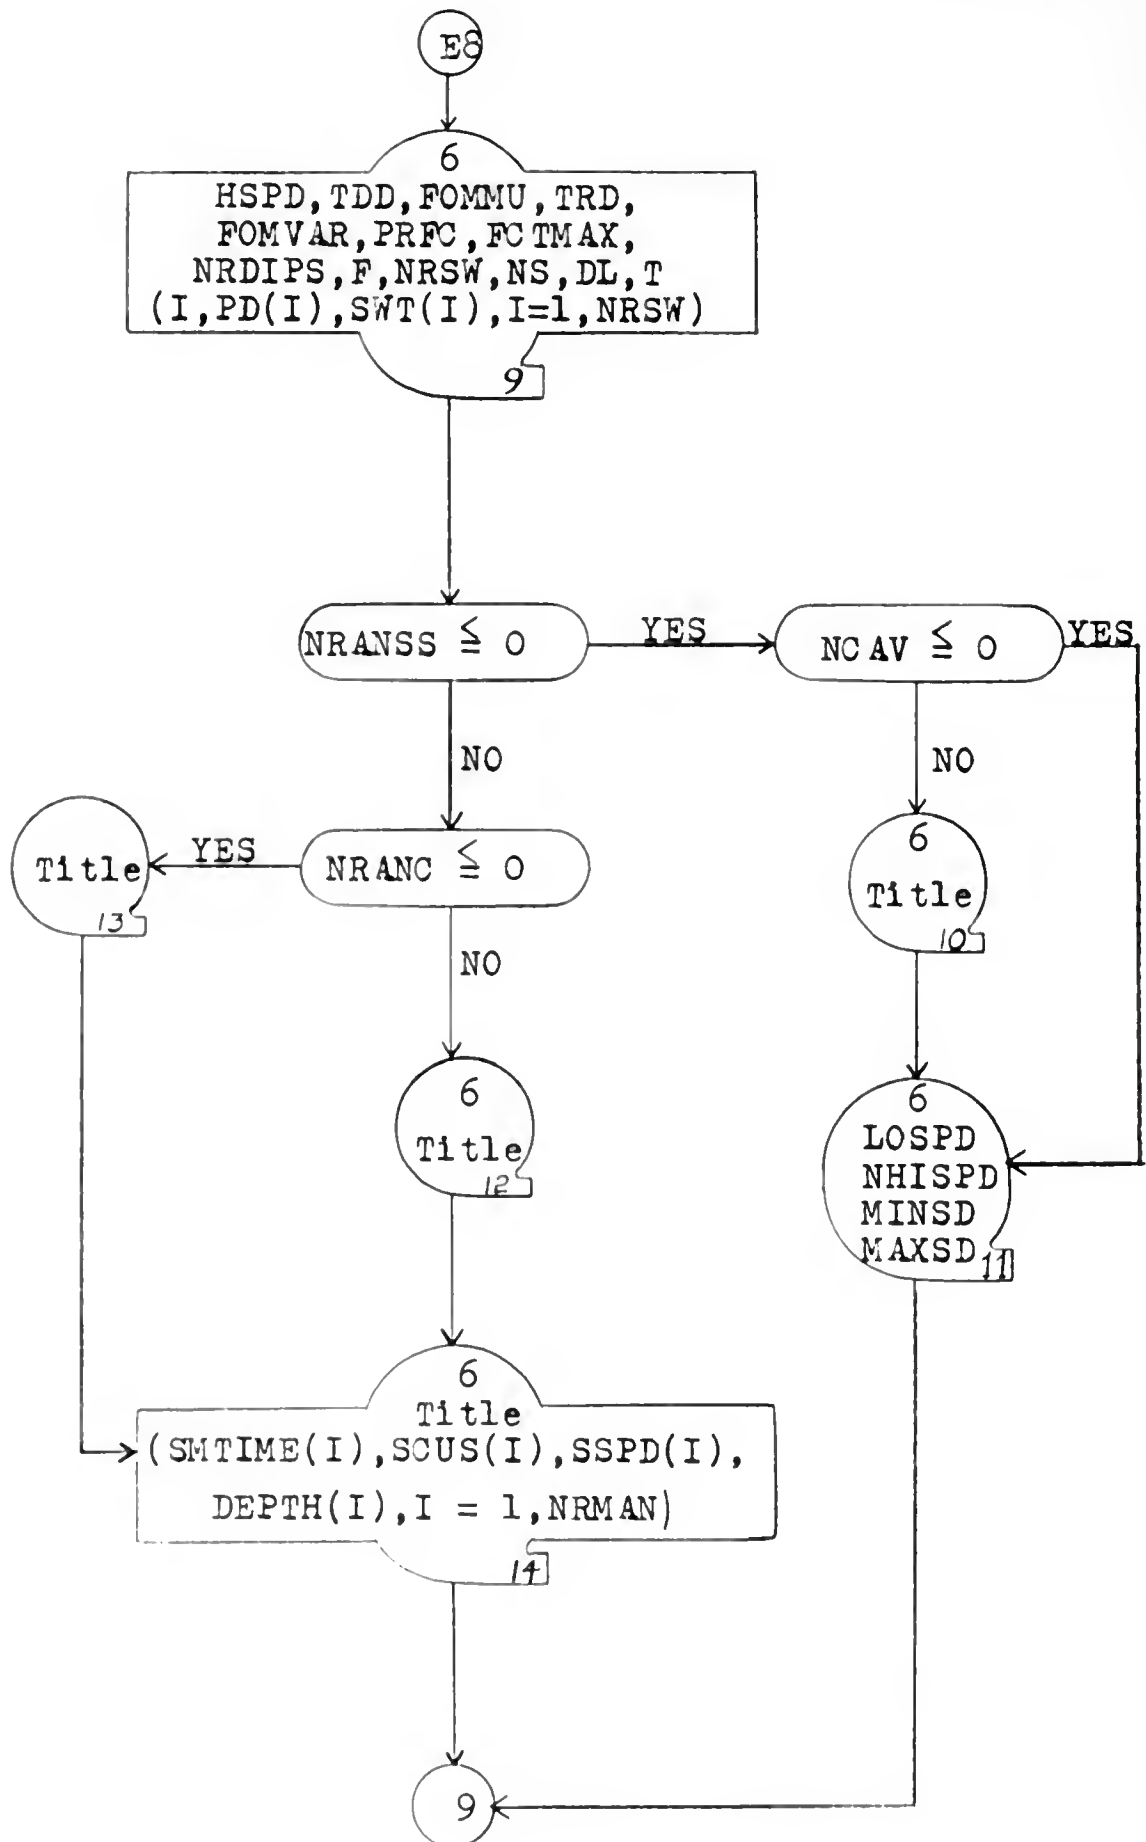 E8
6
HSPD,TDD,FOMMU,TRD,
FOMVAR,PRFC,FCTMAX,
NRDIPS,F,NRSW,NS,DL,T
(I,PD(I),SWT(I),I=1,NRSW)
9
NRANSS ≦ 0
YES
NCAV ≦ 0
YES
NO
NO
Title
13
YES
NRANC ≦ 0
6
Title
10
NO
6
Title
12
6
LOSPD
NHISPD
MINSD
MAXSD
11
6
Title
(SMTIME(I),SCUS(I),SSPD(I),
DEPTH(I),I = 1,NRMAN)
14
9